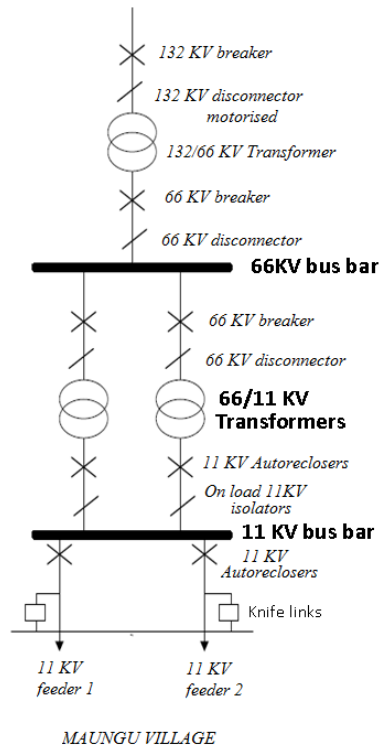 132 KV breaker
132 KV disconnector
motorised
132/66 KV Transformer
66 KV breaker
66 KV disconnector
66KV bus bar
66 KV breaker
66 KV disconnector
66/11 KV
Transformers
11 KV Autoreclosers
On load 11KV
isolators
11 KV bus bar
11 KV
Autoreclosers
Knife links
11 KV
feeder 1
11 KV
feeder 2
MAUNGU VILLAGE